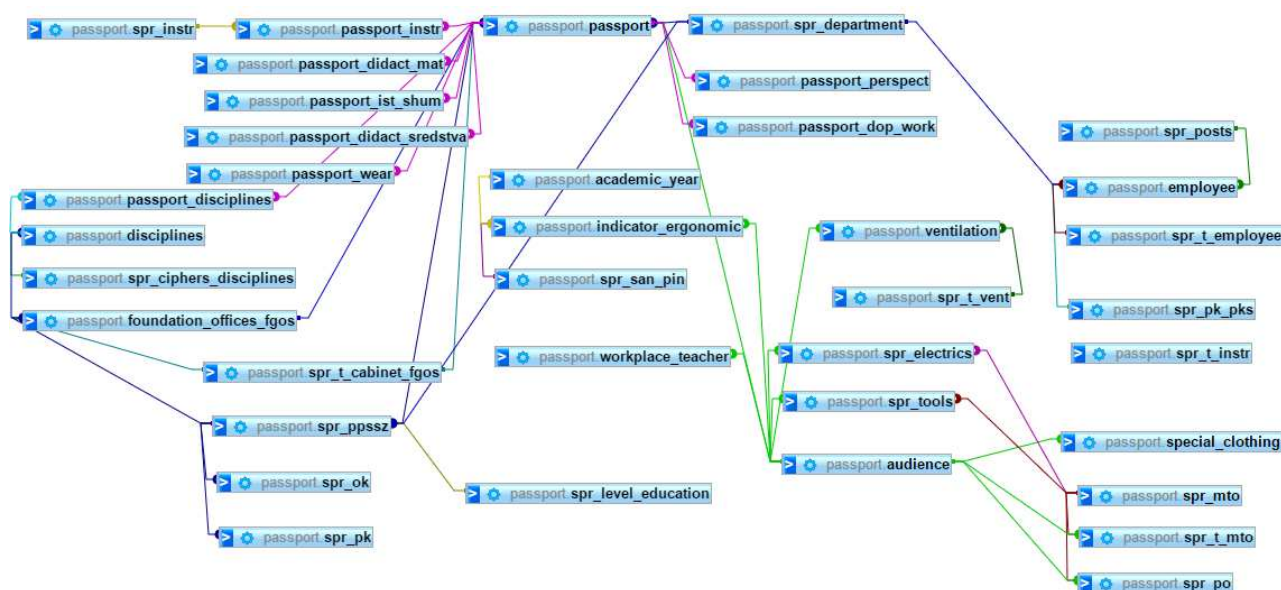 passport.spr_instr
passport.passport_instr
passport.passport
passport.spr_department
passport.passport_didact_mat
passport.passport_perspect
passport.passport_ist_shum
passport.passport_dop_work
passport.passport_didact_sredstva
passport.spr_posts
passport.passport_wear
passport.academic_year
passport.employee
passport.passport_disciplines
passport.indicator_ergonomic
passport.ventilation
passport.disciplines
passport.spr_t_employee
passport.spr_ciphers_disciplines
passport.spr_san_pin
passport.spr_t_vent
passport.spr_pk_pks
passport.foundation_offices_fgos
passport.workplace_teacher
passport.spr_electrics
passport.spr_t_instr
passport.spr_t_cabinet_fgos
passport.spr_tools
passport.spr_ppssz
passport.special_clothing
passport.audience
passport.spr_ok
passport.spr_level_education
passport.spr_mto
passport.spr_pk
passport.spr_t_mto
passport.spr_po